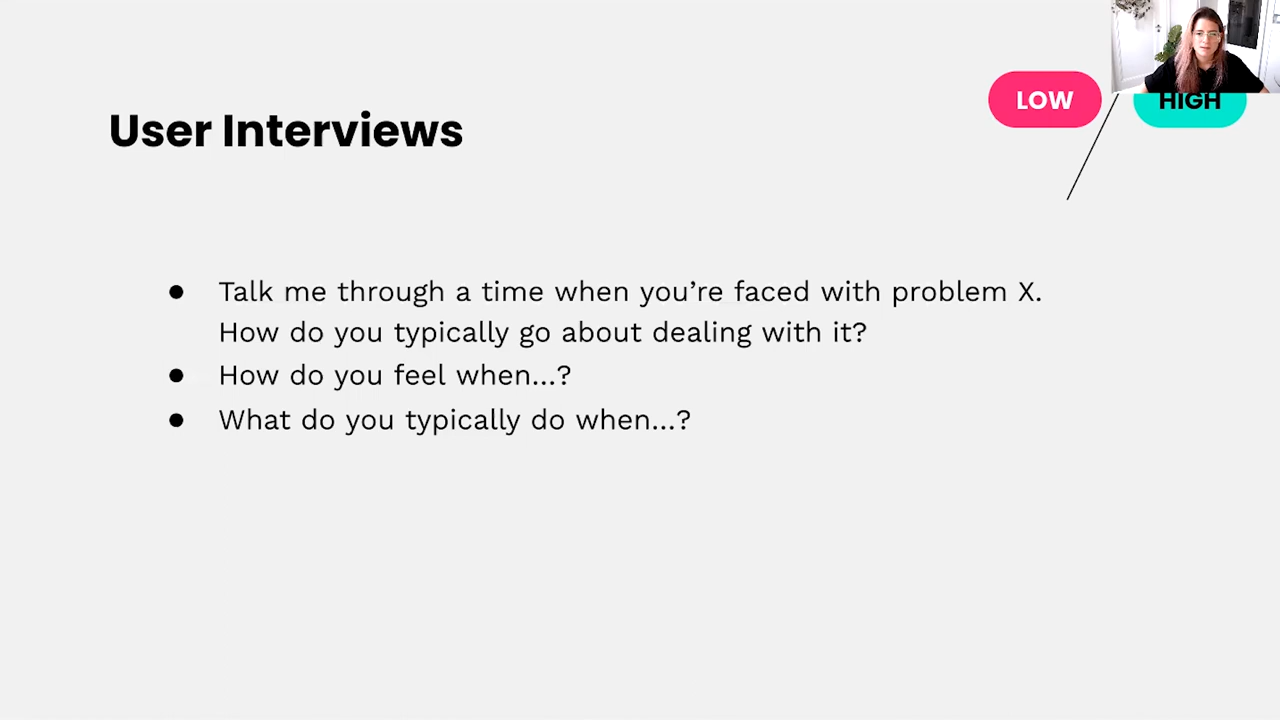 LOW
HIGH
User Interviews
● Talk me through a time when you’re faced with problem X.
How do you typically go about dealing with it?
● How do you feel when...?
● What do you typically do when...?